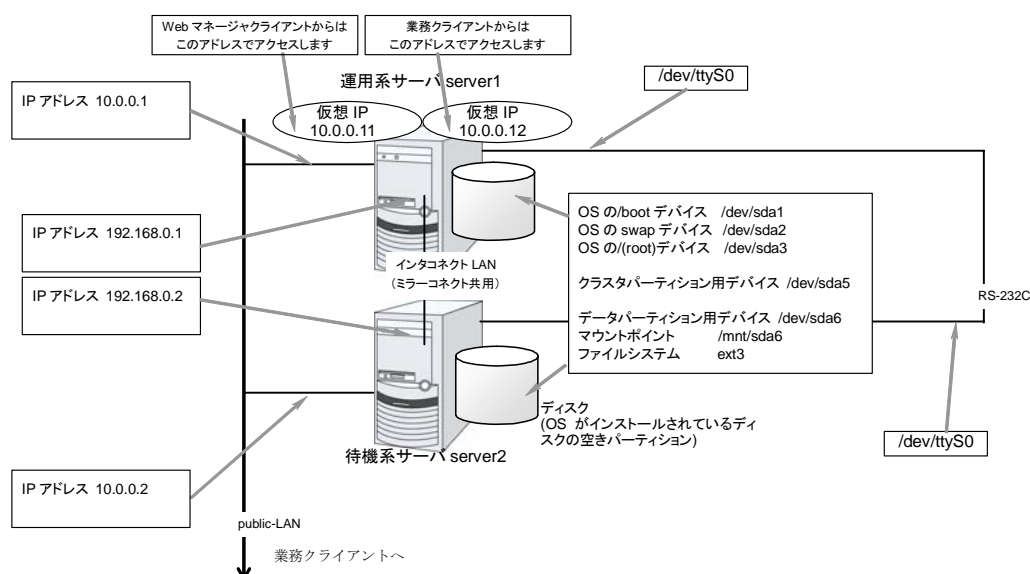 Web マネージャクライアントからは
このアドレスでアクセスします
業務クライアントからは
このアドレスでアクセスします
運用系サーバ server1
/dev/ttyS0
IP アドレス 10.0.0.1
仮想 IP
10.0.0.11
仮想 IP
10.0.0.12
IP アドレス 192.168.0.1
OS の/boot デバイス /dev/sda1
OS の swap デバイス /dev/sda2
OS の/(root)デバイス /dev/sda3
クラスタパーティション用デバイス /dev/sda5
データパーティション用デバイス /dev/sda6
マウントポイント /mnt/sda6
ファイルシステム ext3
インタコネクト LAN
(ミラーコネクト共用)
IP アドレス 192.168.0.2
RS-232C
ディスク
(OS がインストールされているディ
スクの空きパーティション)
/dev/ttyS0
待機系サーバ server2
IP アドレス 10.0.0.2
public-LAN
業務クライアントへ